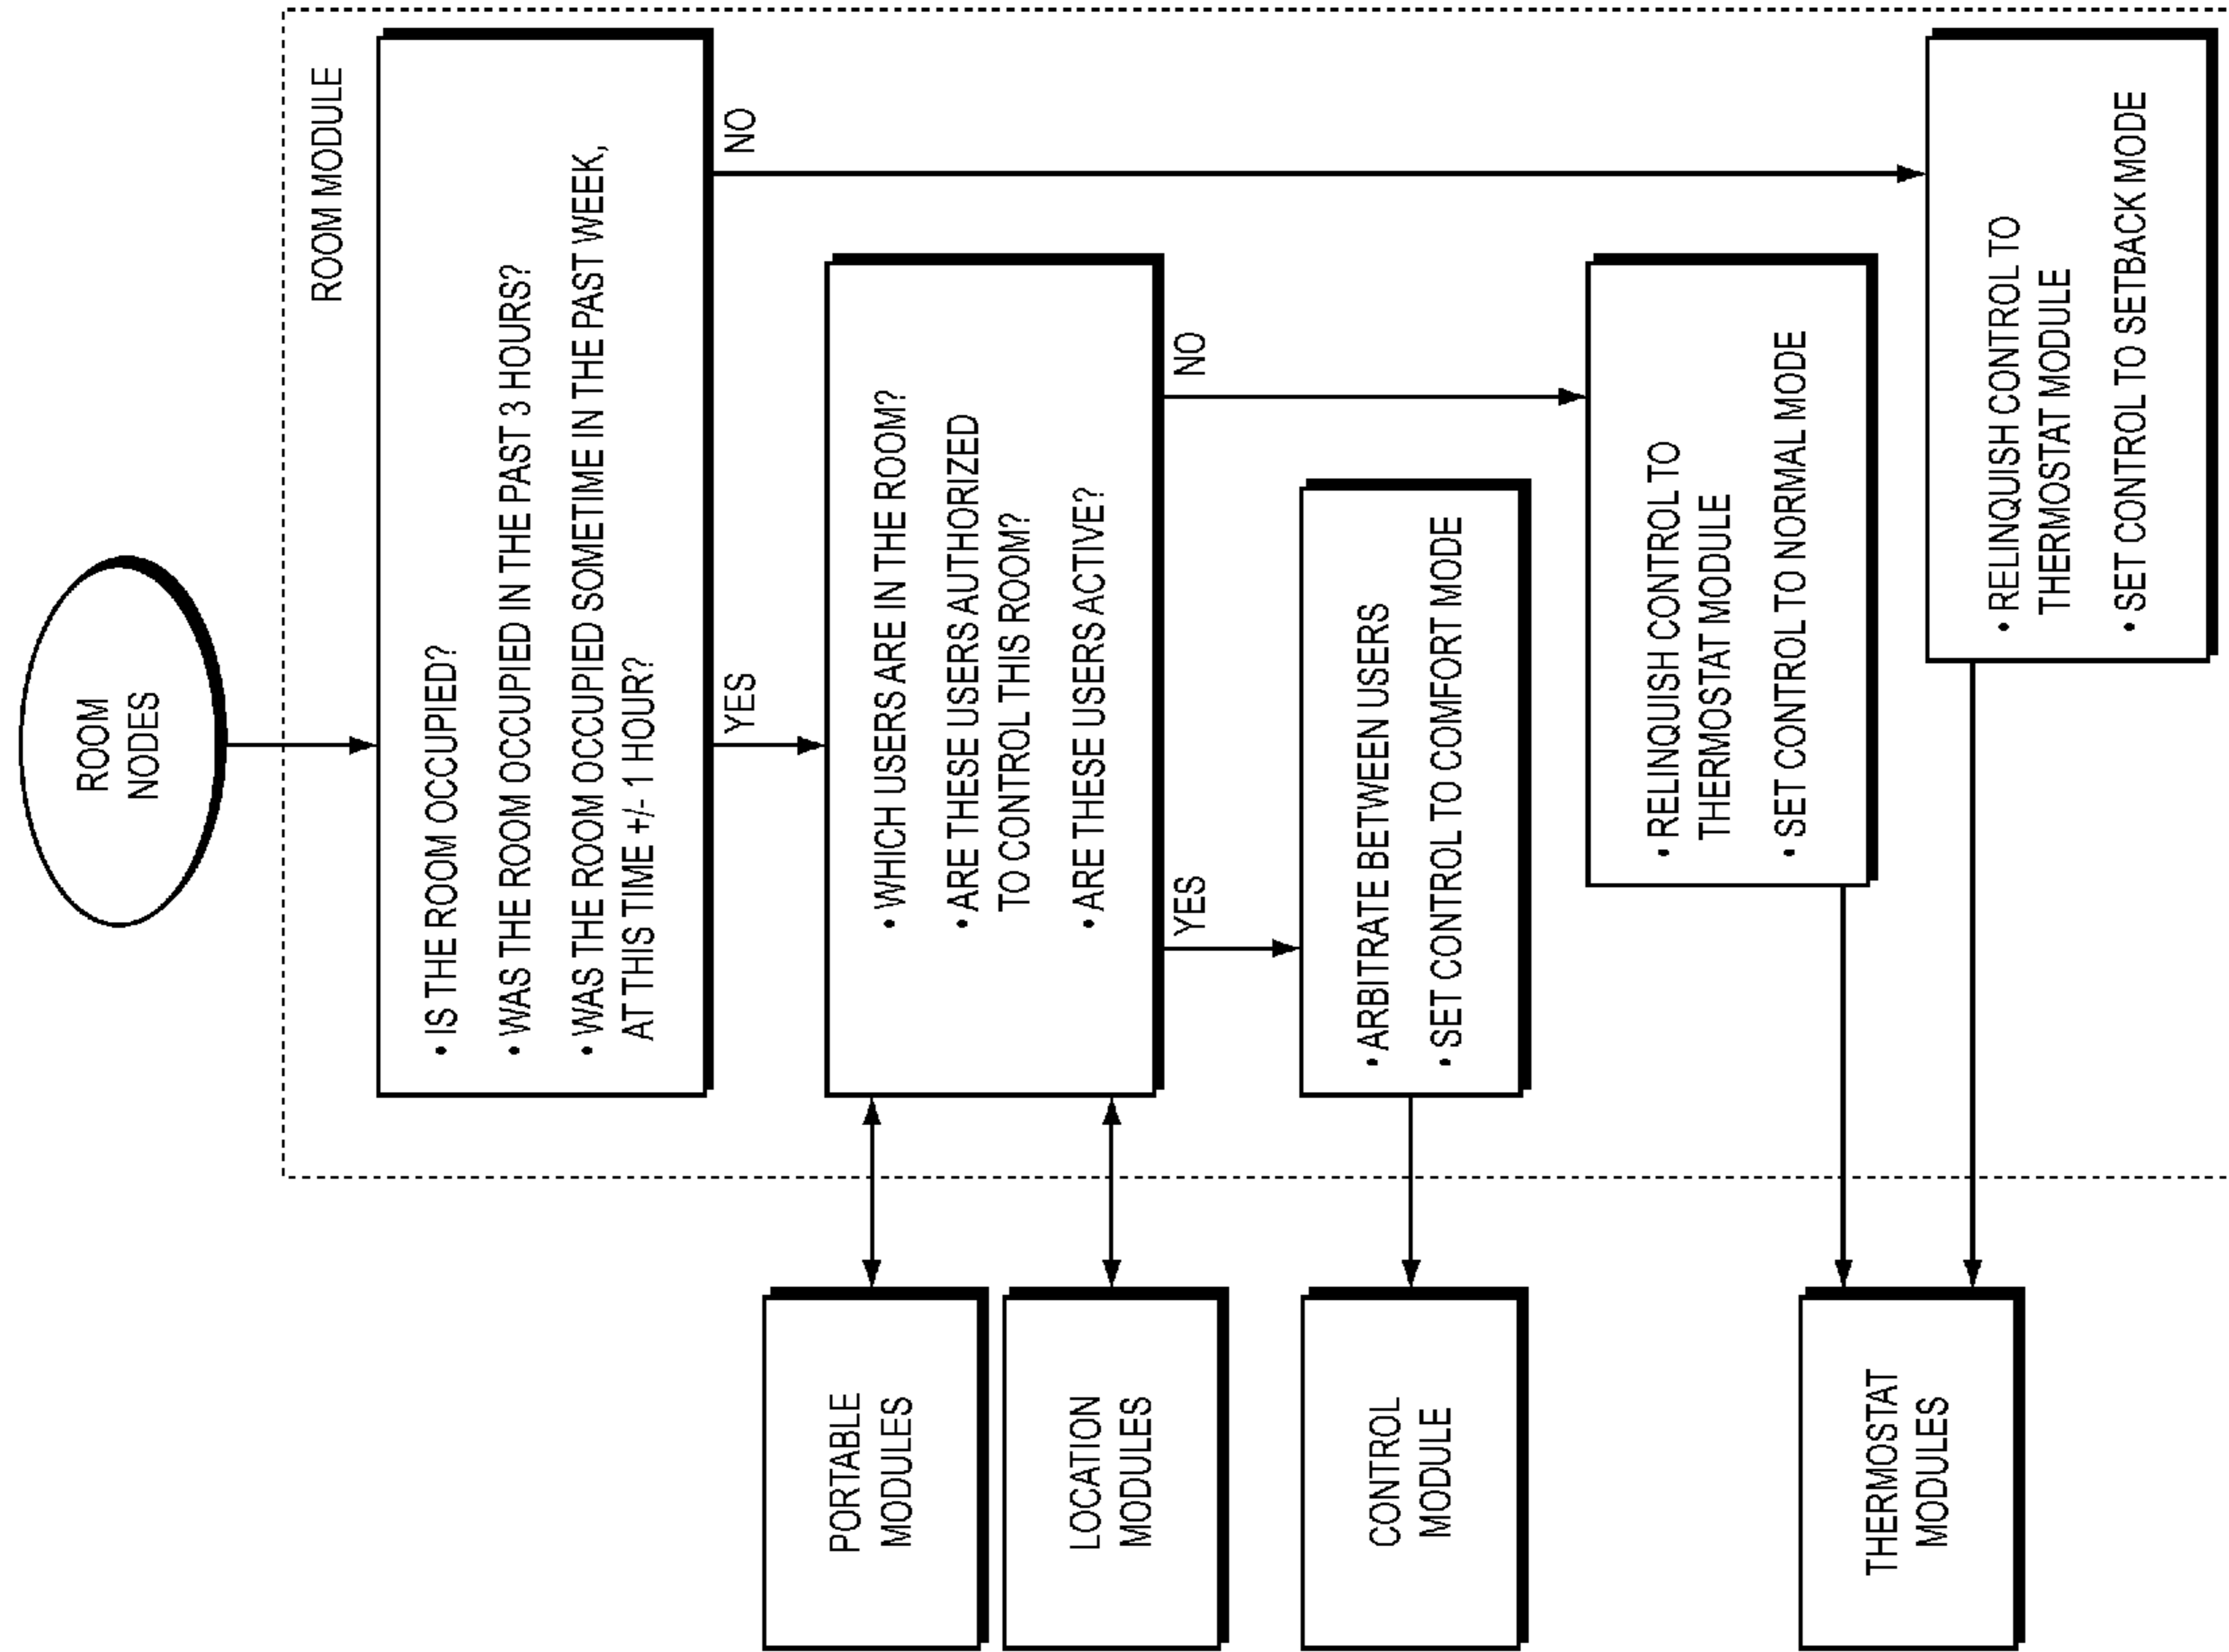 ROOM
NODES
ROOM MODULE
• IS THE ROOM OCCUPIED?
• WAS THE ROOM OCCUPIED IN THE PAST 3 HOURS?
• WAS THE ROOM OCCUPIED SOMETIME IN THE PAST WEEK,
AT THIS TIME +/- 1 HOUR?
YES
NO
PORTABLE
MODULES
LOCATION
MODULES
• WHICH USERS ARE IN THE ROOM?
• ARE THESE USERS AUTHORIZED
TO CONTROL THIS ROOM?
• ARE THESE USERS ACTIVE?
YES
NO
CONTROL
MODULE
• ARBITRATE BETWEEN USERS
• SET CONTROL TO COMFORT MODE
• RELINQUISH CONTROL TO
THERMOSTAT MODULE
• SET CONTROL TO NORMAL MODE
THERMOSTAT
MODULES
• RELINQUISH CONTROL TO
THERMOSTAT MODULE
• SET CONTROL TO SETBACK MODE